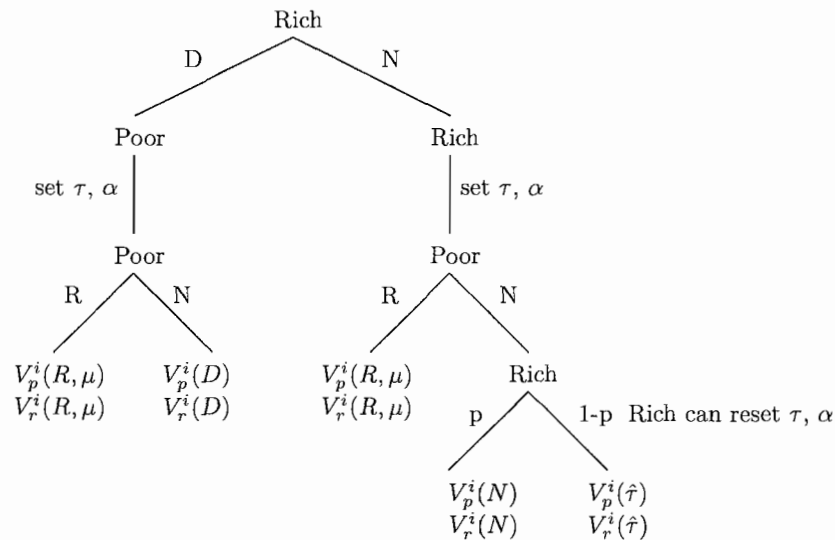 Rich
D N
Poor Rich
set τ, α set τ, α
Poor Poor
R N R N
V_p^i(R, μ) V_p^i(D) V_p^i(R, μ) Rich
V_r^i(R, μ) V_r^i(D) V_r^i(R, μ)
p 1-p Rich can reset τ, α
V_p^i(N) V_p^i(τ̂)
V_r^i(N) V_r^i(τ̂)